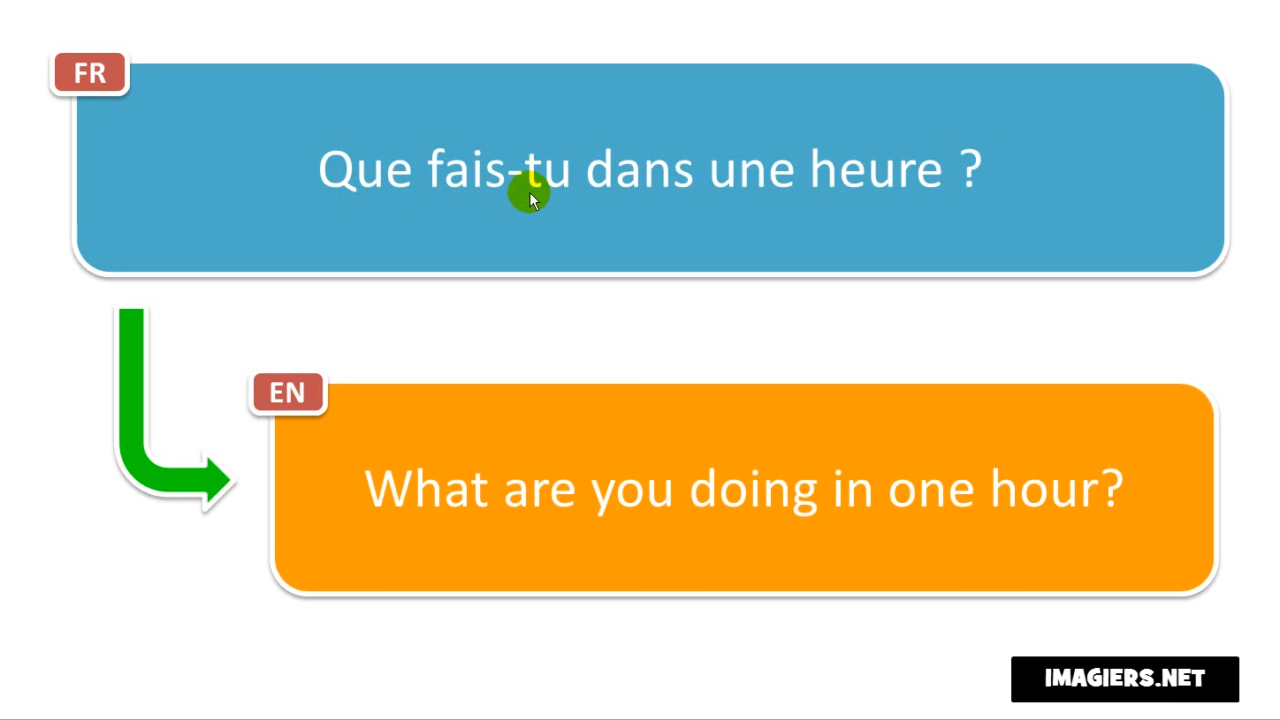 FR
Que fais-tu dans une heure ?
EN
What are you doing in one hour?
IMAGIERS.NET